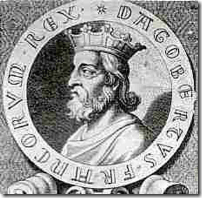 DAGOBERTVS · FRANCORVM · REX ·